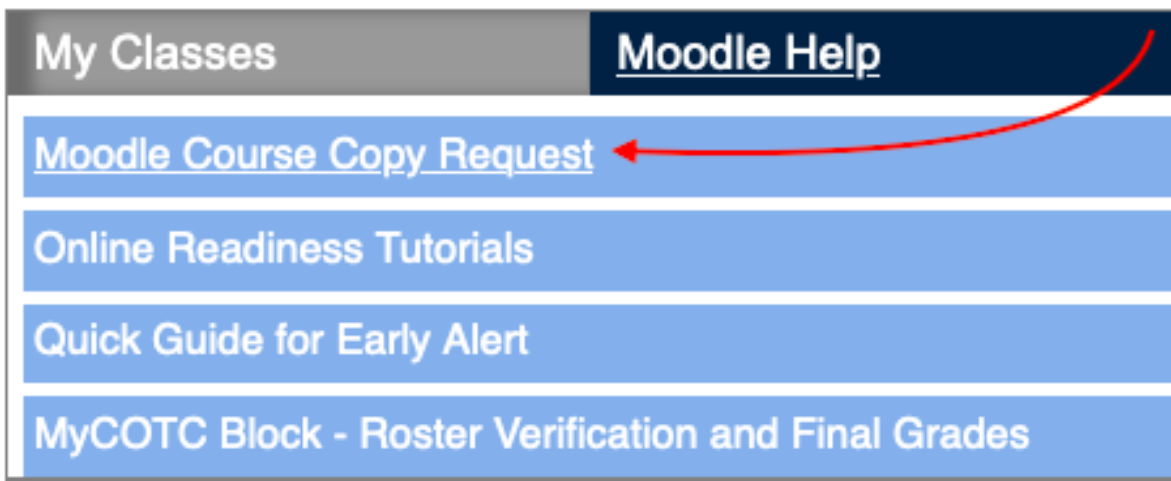 My Classes
Moodle Help
Moodle Course Copy Request
Online Readiness Tutorials
Quick Guide for Early Alert
MyCOTC Block - Roster Verification and Final Grades